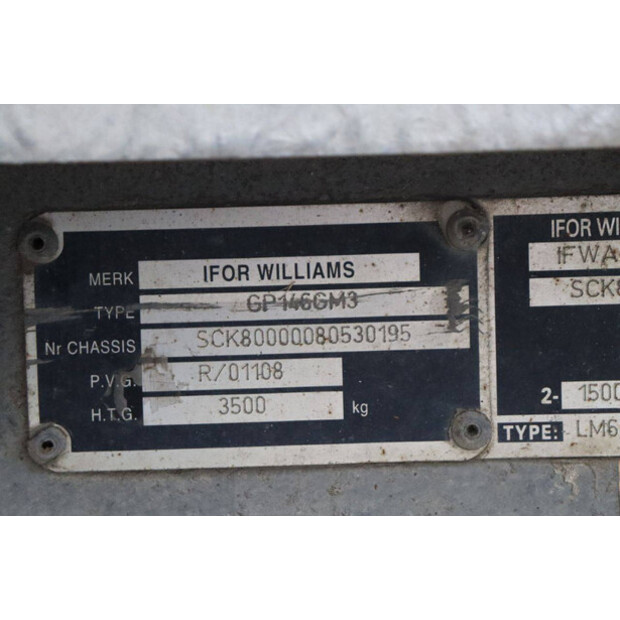 MERK IFOR WILLIAMS
TYPE GP146GM3
Nr CHASSIS SCK80000080530195
P.V.G. R/01108
H.T.G. 3500 kg
IFOR WI
IFWA
SCK8
2- 1500
TYPE: LM6